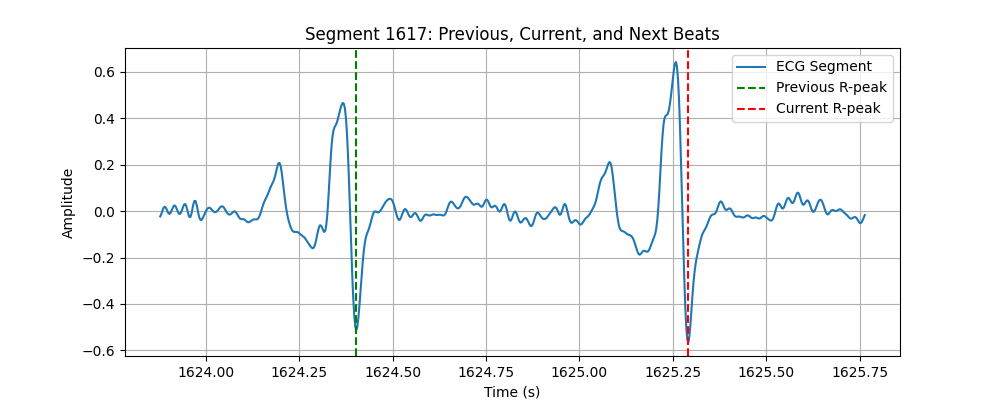 Segment 1617: Previous, Current, and Next Beats
ECG Segment
Previous R-peak
Current R-peak
Amplitude
0.6
0.4
0.2
0.0
−0.2
−0.4
−0.6
1624.00 1624.25 1624.50 1624.75 1625.00 1625.25 1625.50 1625.75
Time (s)